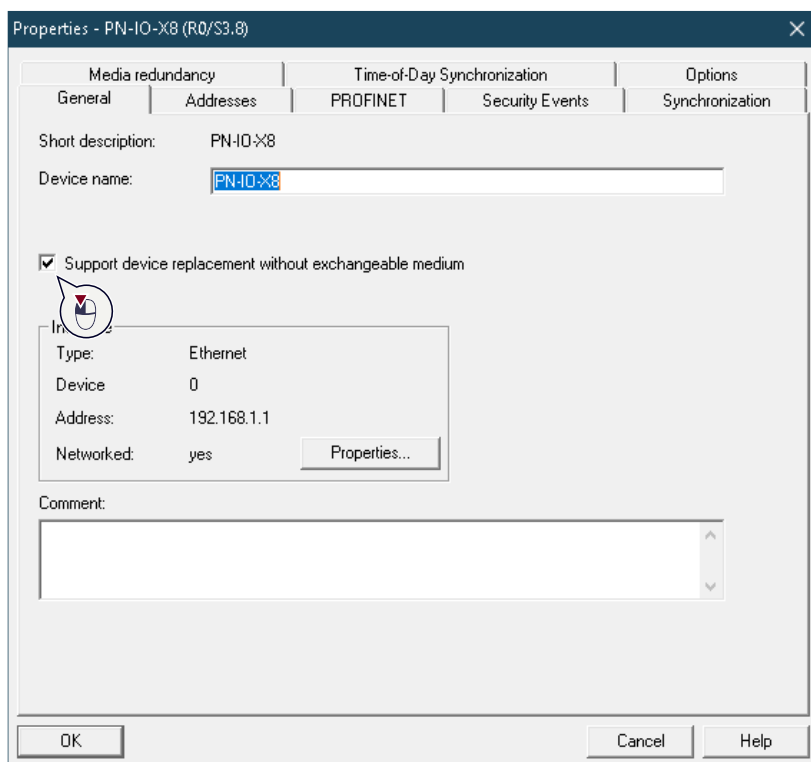 Properties - PN-IO-X8 (R0/S3.8)
Media redundancy Time-of-Day Synchronization Options
General Addresses PROFINET Security Events Synchronization
Short description: PN-IO-X8
Device name: PN-IO-X8
Support device replacement without exchangeable medium
Type: Ethernet
Device 0
Address: 192.168.1.1
Networked: yes Properties...
Comment:
OK Cancel Help